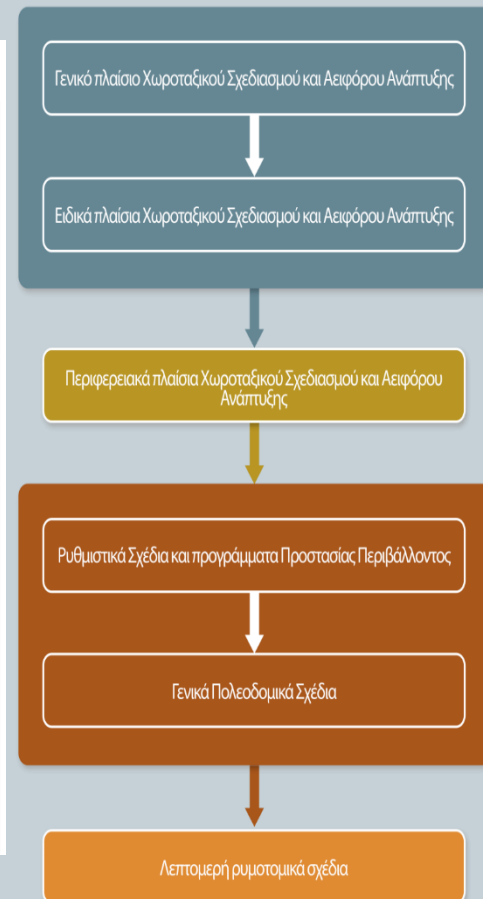 Γενικό πλαίσιο Χωροταξικού Σχεδιασμού και Αειφόρου Ανάπτυξης
Ειδικά πλαίσια Χωροταξικού Σχεδιασμού και Αειφόρου Ανάπτυξης
Περιφερειακά πλαίσια Χωροταξικού Σχεδιασμού και Αειφόρου
Ανάπτυξης
Ρυθμιστικά Σχέδια και προγράμματα Προστασίας Περιβάλλοντος
Γενικά Πολεοδομικά Σχέδια
Λεπτομερή ρυμοτομικά σχέδια